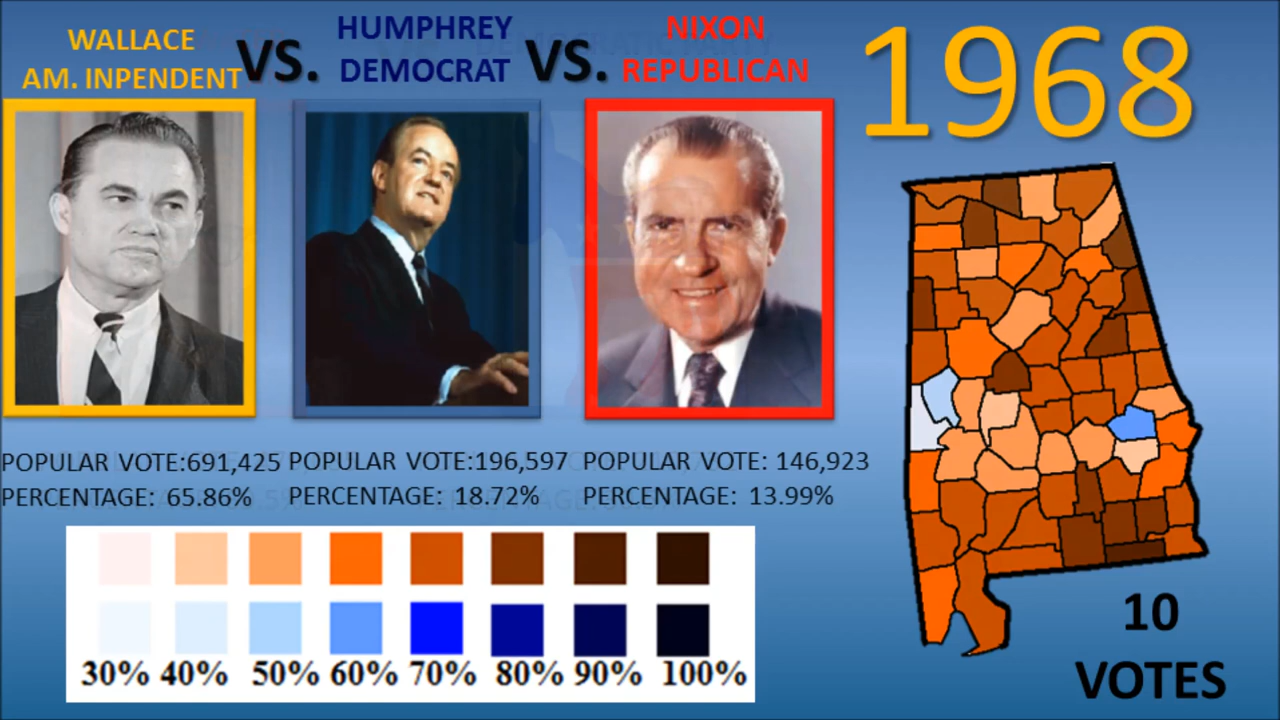 WALLACE
AM. INPENDENT
VS.
HUMPHREY
DEMOCRAT
VS.
NIXON
REPUBLICAN
1968
POPULAR VOTE:691,425
PERCENTAGE: 65.86%
POPULAR VOTE:196,597
PERCENTAGE: 18.72%
POPULAR VOTE: 146,923
PERCENTAGE: 13.99%
30% 40% 50% 60% 70% 80% 90% 100%
10
VOTES